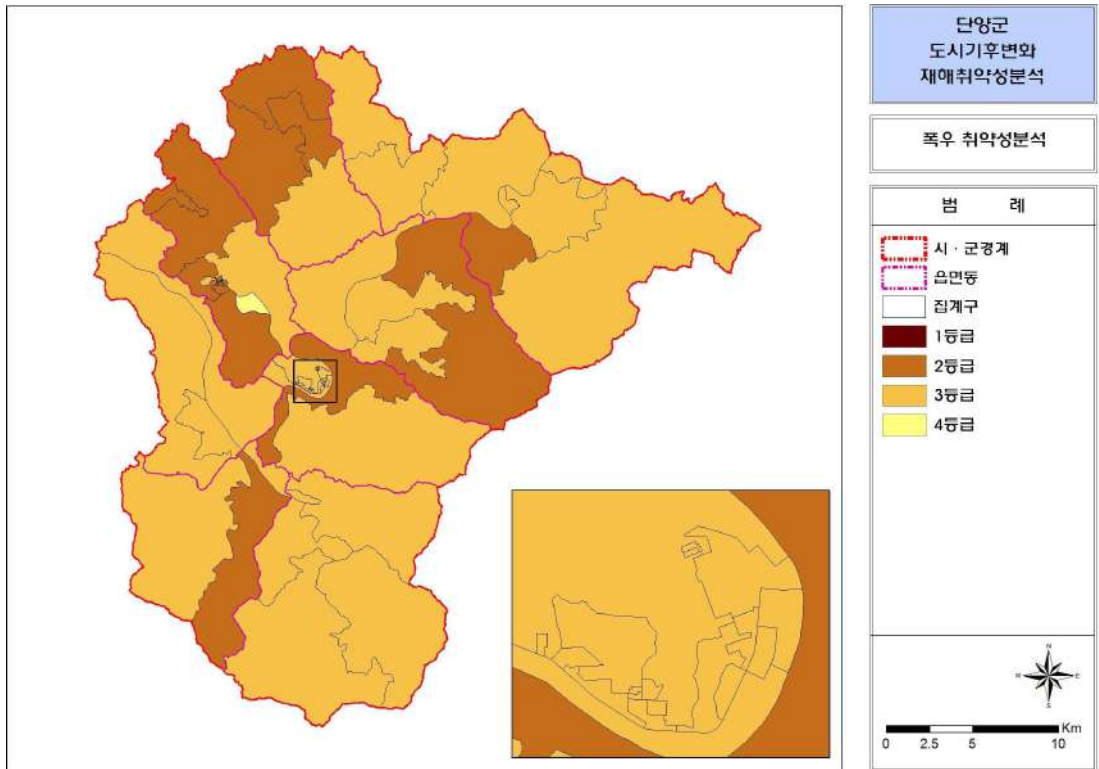 단양군
도시기후변화
재해취약성분석
폭우 취약성분석
범 례
시 · 군경계
읍면동
집계구
1등급
2등급
3등급
4등급
N
W E
S
Km
0 2.5 5 10